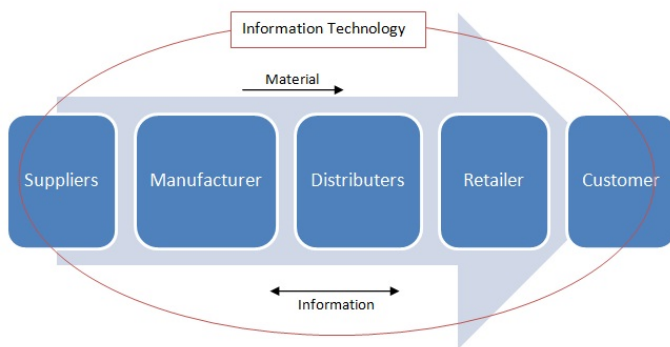 Information Technology
Material
Suppliers
Manufacturer
Distributers
Retailer
Customer
Information